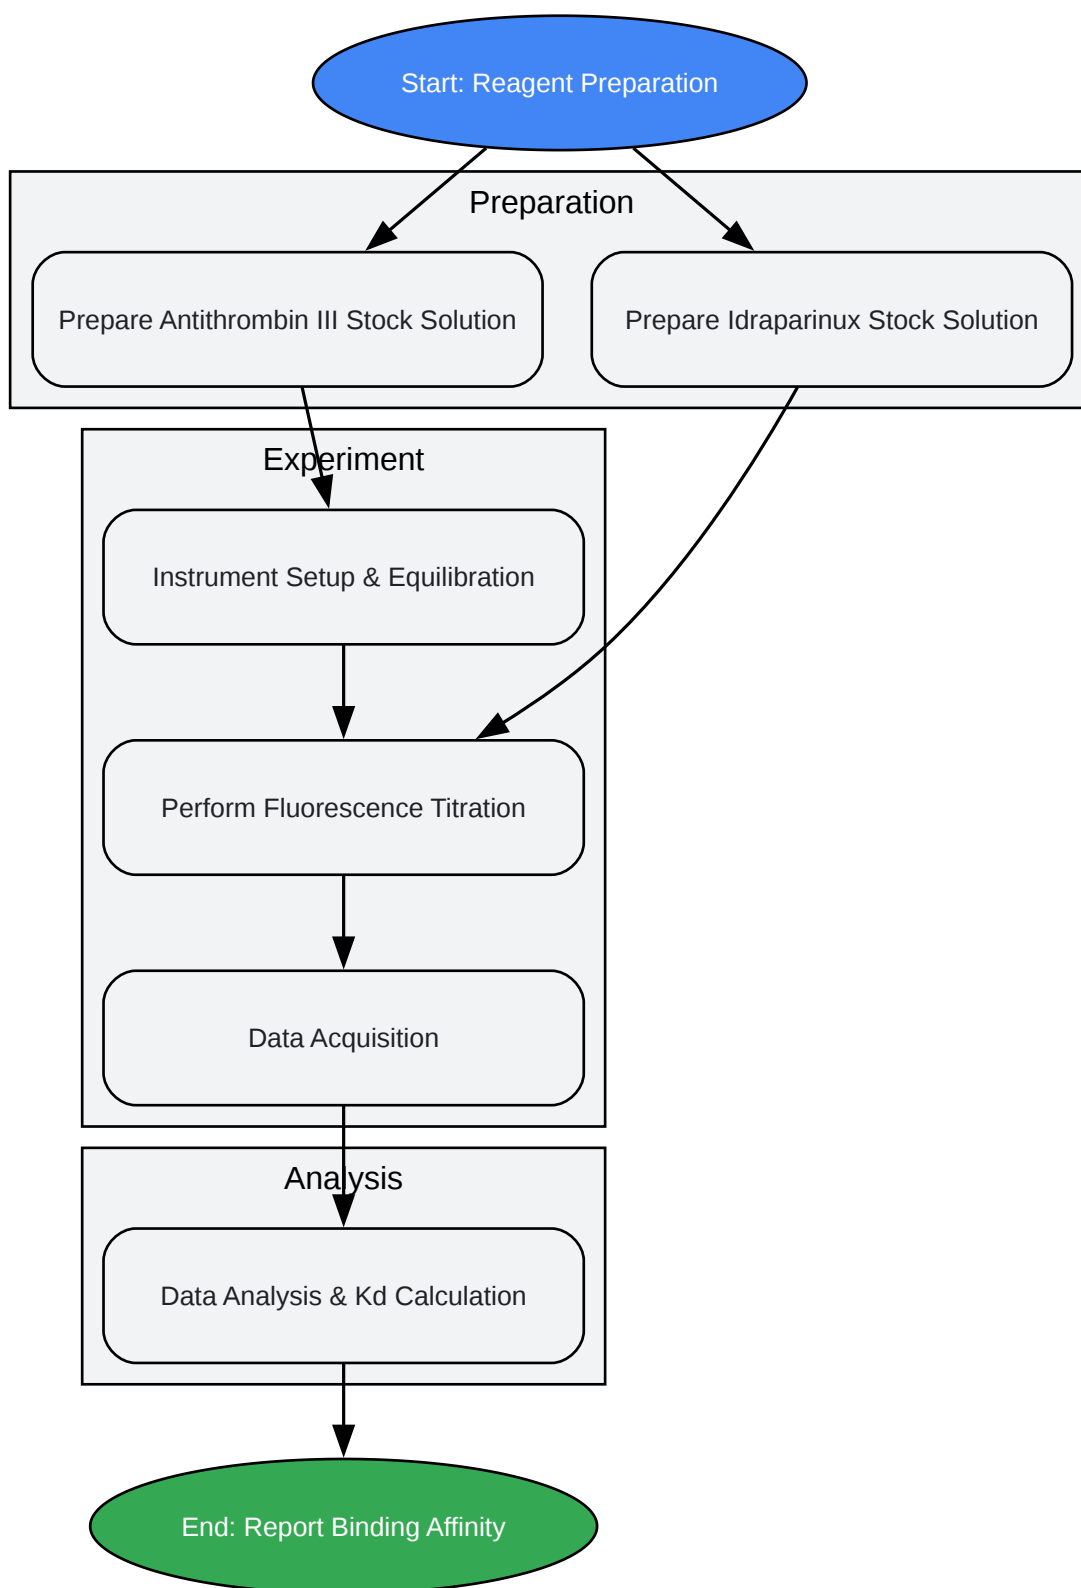 Start: Reagent Preparation
Preparation
Prepare Antithrombin III Stock Solution
Prepare Idraparinux Stock Solution
Experiment
Instrument Setup & Equilibration
Perform Fluorescence Titration
Data Acquisition
Analysis
Data Analysis & Kd Calculation
End: Report Binding Affinity